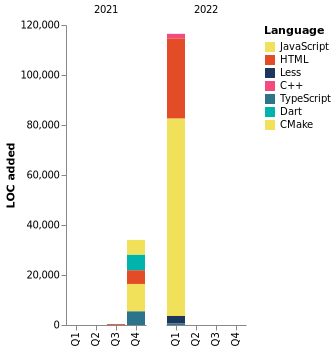 2021
2022
Language
JavaScript
HTML
Less
C++
TypeScript
Dart
CMake
LOC added
120,000
100,000
80,000
60,000
40,000
20,000
0
Q1
Q2
Q3
Q4
Q1
Q2
Q3
Q4